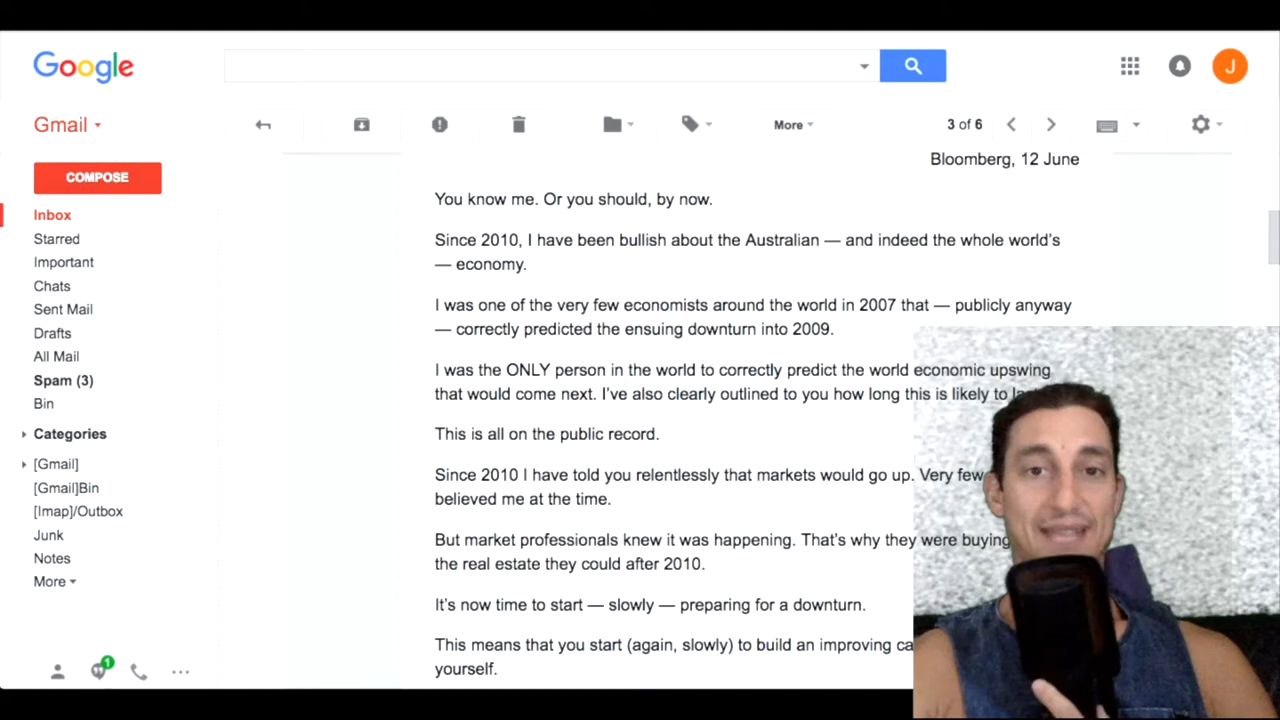 Google
J
Gmail
More
3 of 6
Bloomberg, 12 June
COMPOSE
Inbox
Starred
Important
Chats
Sent Mail
Drafts
All Mail
Spam (3)
Bin
Categories
[Gmail]
[Gmail]Bin
[Imap]/Outbox
Junk
Notes
More
1
You know me. Or you should, by now.
Since 2010, I have been bullish about the Australian — and indeed the whole world’s
— economy.
I was one of the very few economists around the world in 2007 that — publicly anyway
— correctly predicted the ensuing downturn into 2009.
I was the ONLY person in the world to correctly predict the world economic upswing
that would come next. I’ve also clearly outlined to you how long this is likely to
This is all on the public record.
Since 2010 I have told you relentlessly that markets would go up. Very few
believed me at the time.
But market professionals knew it was happening. That’s why they were buying
the real estate they could after 2010.
It’s now time to start — slowly — preparing for a downturn.
This means that you start (again, slowly) to build an improving
yourself.